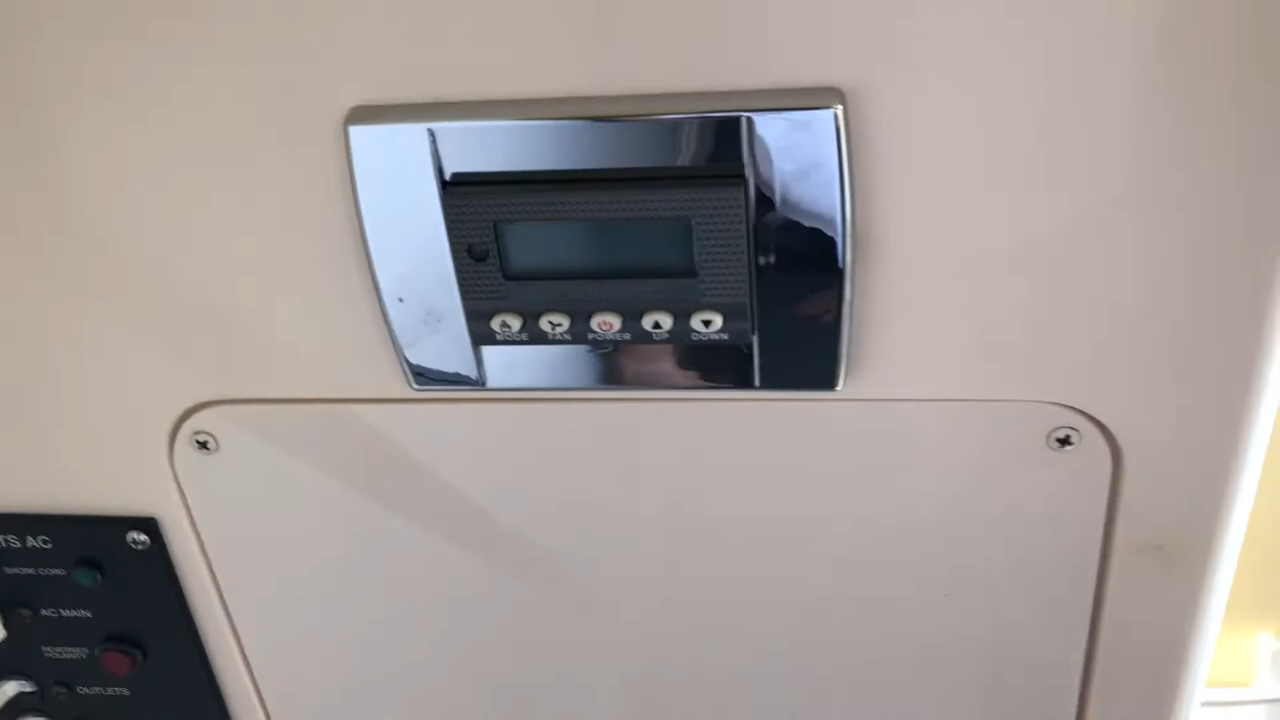 MODE FAN POWER UP DOWN
TS AC
SHORE CORD
AC MAIN
REVERSED
POLARITY
OUTLETS